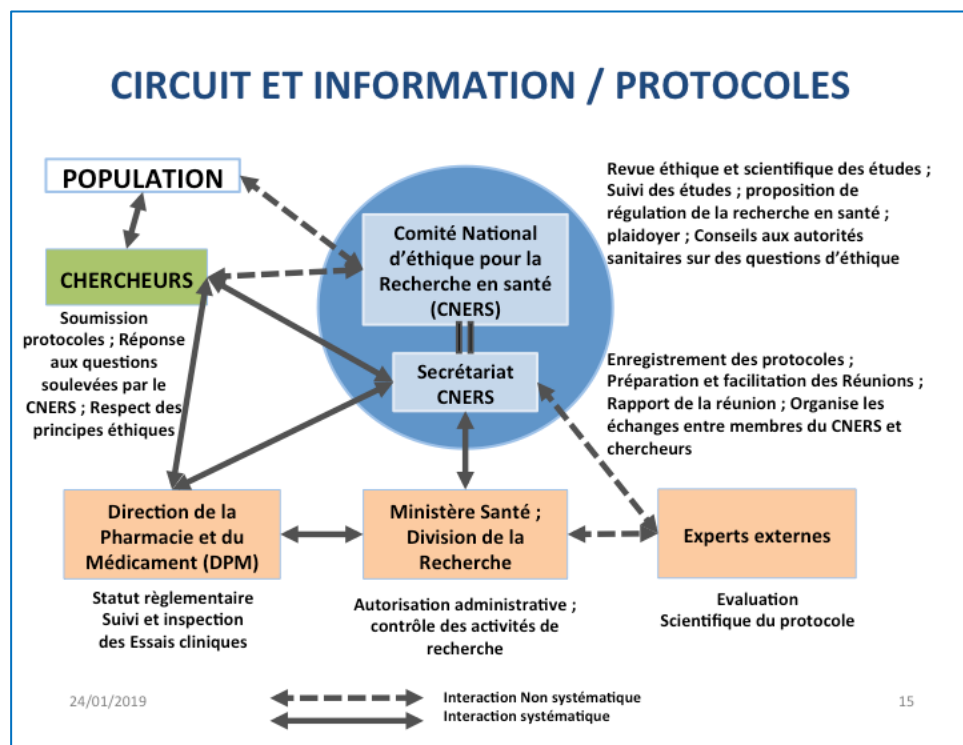 CIRCUIT ET INFORMATION / PROTOCOLES
POPULATION
CHERCHEURS
Soumission
protocoles ; Réponse
aux questions
soulevées par le
CNERS ; Respect des
principes éthiques
Comité National
d'éthique pour la
Recherche en santé
(CNERS)
Secrétariat
CNERS
Revue éthique et scientifique des études ;
Suivi des études ; proposition de
régulation de la recherche en santé ;
plaidoyer ; Conseils aux autorités
sanitaires sur des questions d'éthique
Enregistrement des protocoles ;
Préparation et facilitation des Réunions ;
Rapport de la réunion ; Organise les
échanges entre membres du CNERS et
chercheurs
Direction de la
Pharmacie et du
Médicament (DPM)
Statut règlementaire
Suivi et inspection
des Essais cliniques
Ministère Santé ;
Division de la
Recherche
Autorisation administrative ;
contrôle des activités de
recherche
Experts externes
Evaluation
Scientifique du protocole
24/01/2019
Interaction Non systématique
Interaction systématique
15